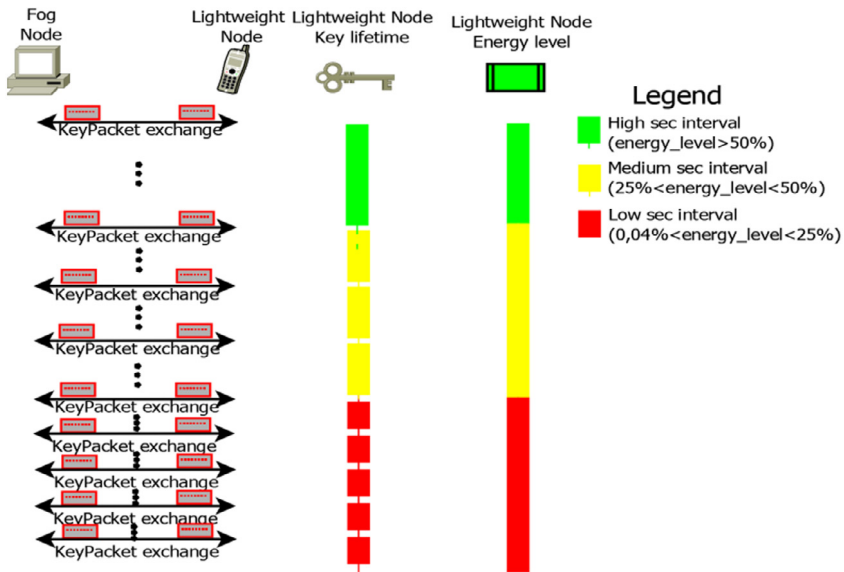 Fog
Node
Lightweight
Node
Lightweight Node
Key lifetime
Lightweight Node
Energy level
Legend
High sec interval
(energy_level>50%)
Medium sec interval
(25%<energy_level<50%)
Low sec interval
(0,04%<energy_level<25%)
KeyPacket exchange
KeyPacket exchange
KeyPacket exchange
KeyPacket exchange
KeyPacket exchange
KeyPacket exchange
KeyPacket exchange
KeyPacket exchange
KeyPacket exchange